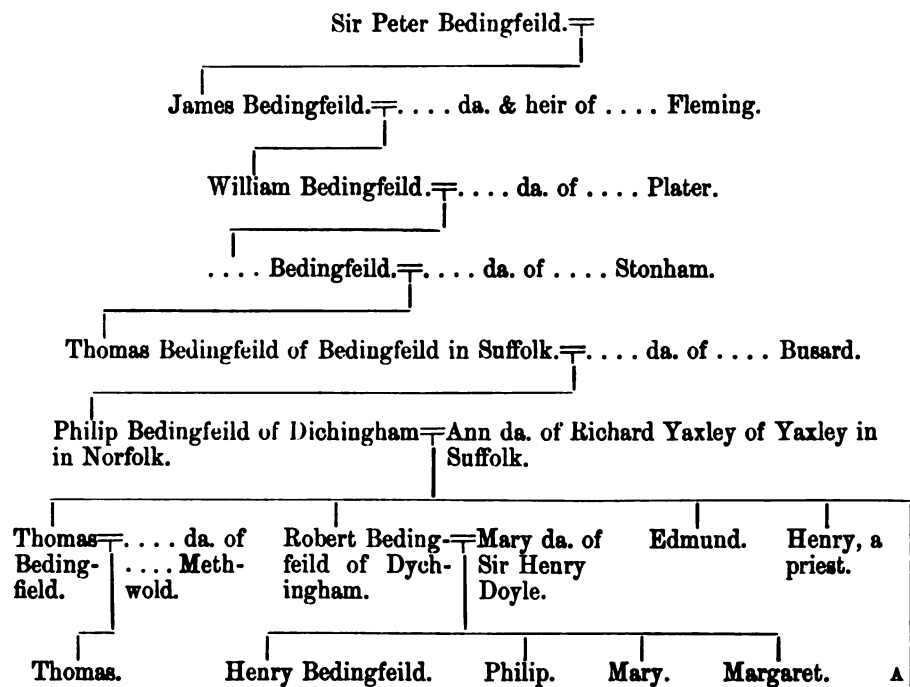 Sir Peter Bedingfeild.
James Bedingfeild. . . . . da. & heir of . . . . Fleming.
William Bedingfeild. . . . . da. of . . . . Plater.
. . . . Bedingfeild. . . . . da. of . . . . Stonham.
Thomas Bedingfeild of Bedingfeild in Suffolk. . . . . da. of . . . . Busard.
Philip Bedingfeild of Dichingham Ann da. of Richard Yaxley of Yaxley in
in Norfolk. Suffolk.
Thomas . . . . da. of Robert Beding- Mary da. of Edmund. Henry, a
Beding- . . . . Meth- feild of Dych- Sir Henry priest.
field. wold. ingham. Doyle.
Thomas. Henry Bedingfeild. Philip. Mary. Margaret. A